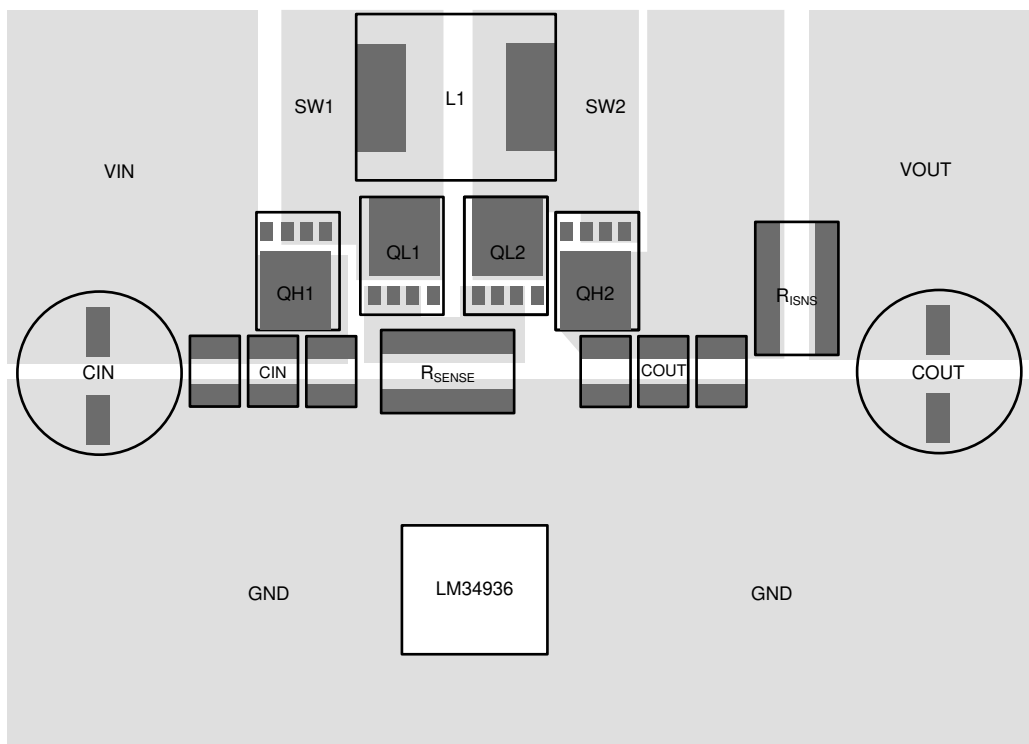 L1
SW1
SW2
VIN
VOUT
QL1
QL2
QH1
QH2
RISNS
CIN
CIN
RSENSE
COUT
COUT
LM34936
GND
GND